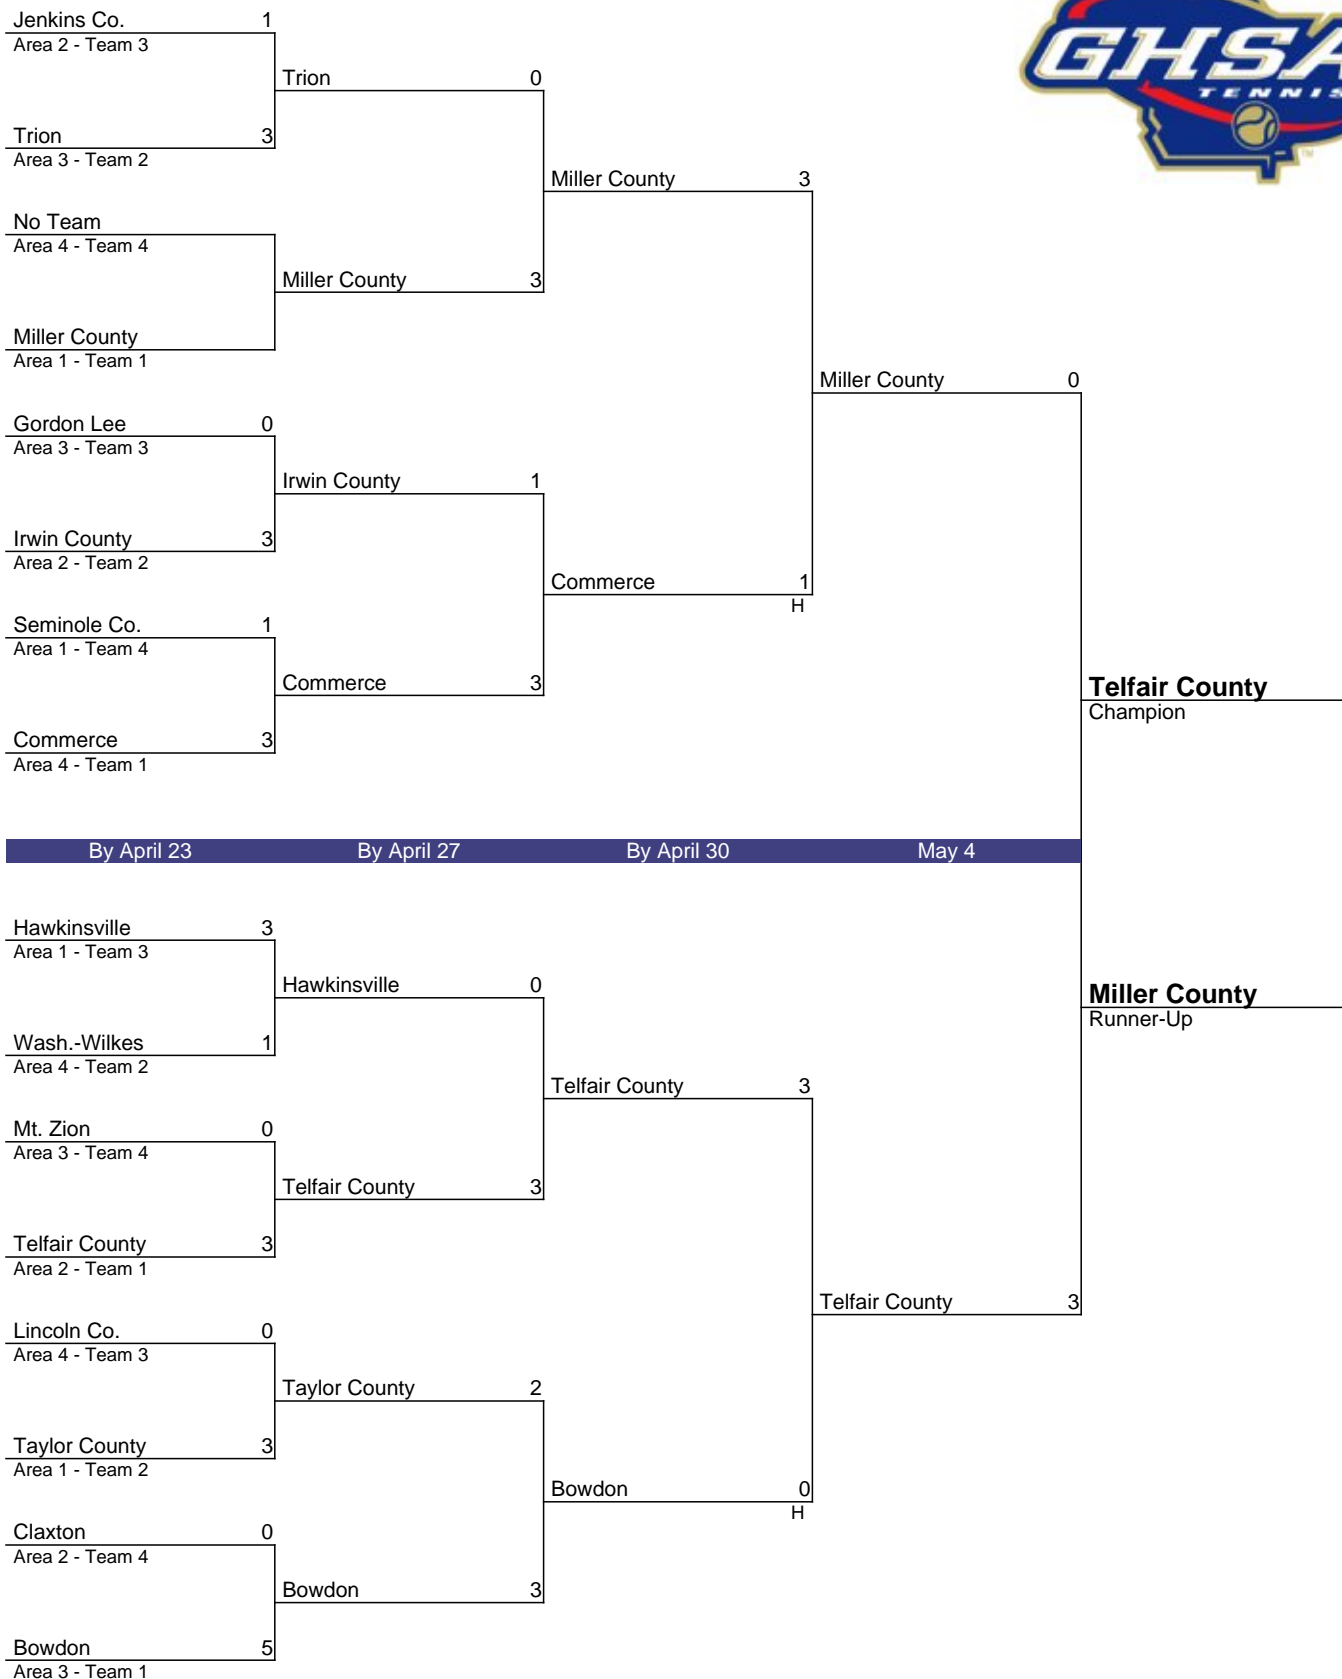 GHSA
TENNIS
TM
Jenkins Co. 1
Area 2 - Team 3
Trion 0
Trion 3
Area 3 - Team 2
Miller County 3
No Team
Area 4 - Team 4
Miller County 3
Miller County
Area 1 - Team 1
Miller County 0
Gordon Lee 0
Area 3 - Team 3
Irwin County 1
Irwin County 3
Area 2 - Team 2
Commerce 1
H
Seminole Co. 1
Area 1 - Team 4
Commerce 3
Commerce 3
Area 4 - Team 1
Telfair County
Champion
By April 23 By April 27 By April 30 May 4
Hawkinsville 3
Area 1 - Team 3
Hawkinsville 0
Miller County
Runner-Up
Wash.-Wilkes 1
Area 4 - Team 2
Telfair County 3
Mt. Zion 0
Area 3 - Team 4
Telfair County 3
Telfair County 3
Area 2 - Team 1
Telfair County 3
Lincoln Co. 0
Area 4 - Team 3
Taylor County 2
Taylor County 3
Area 1 - Team 2
Bowdon 0
H
Claxton 0
Area 2 - Team 4
Bowdon 3
Bowdon 5
Area 3 - Team 1